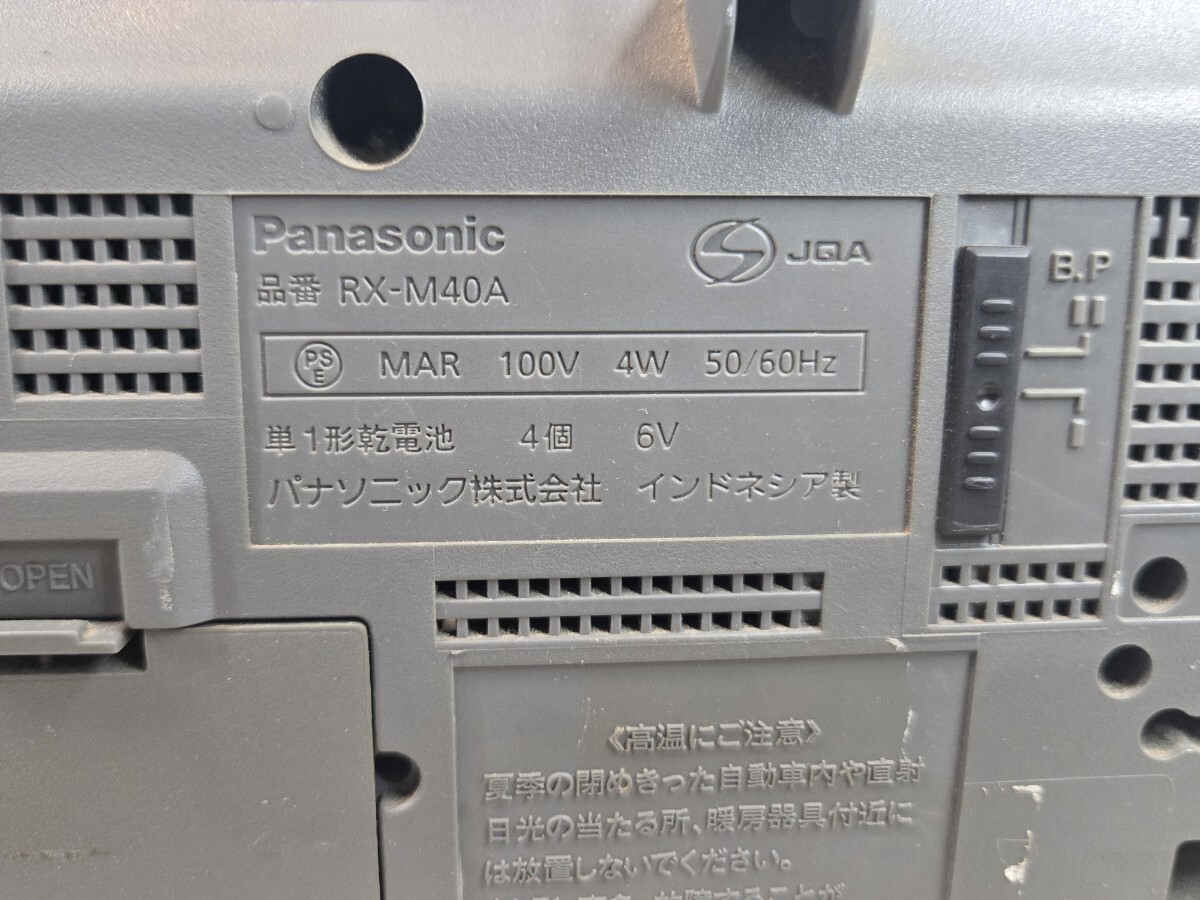 Panasonic
JQA
品番 RX-M40A
PSE MAR 100V 4W 50/60Hz
単1形乾電池 4個 6V
パナソニック株式会社 インドネシア製
B.P
OPEN
《高温にご注意》
夏季の閉めきった自動車内や直射
日光の当たる所、暖房器具付近に
は放置しないでください。